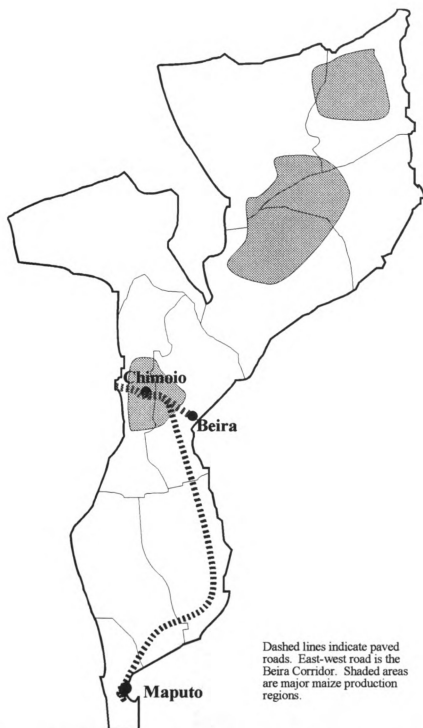 Chimoio
Beira
Dashed lines indicate paved
roads. East-west road is the
Beira Corridor. Shaded areas
are major maize production
regions.
Maputo